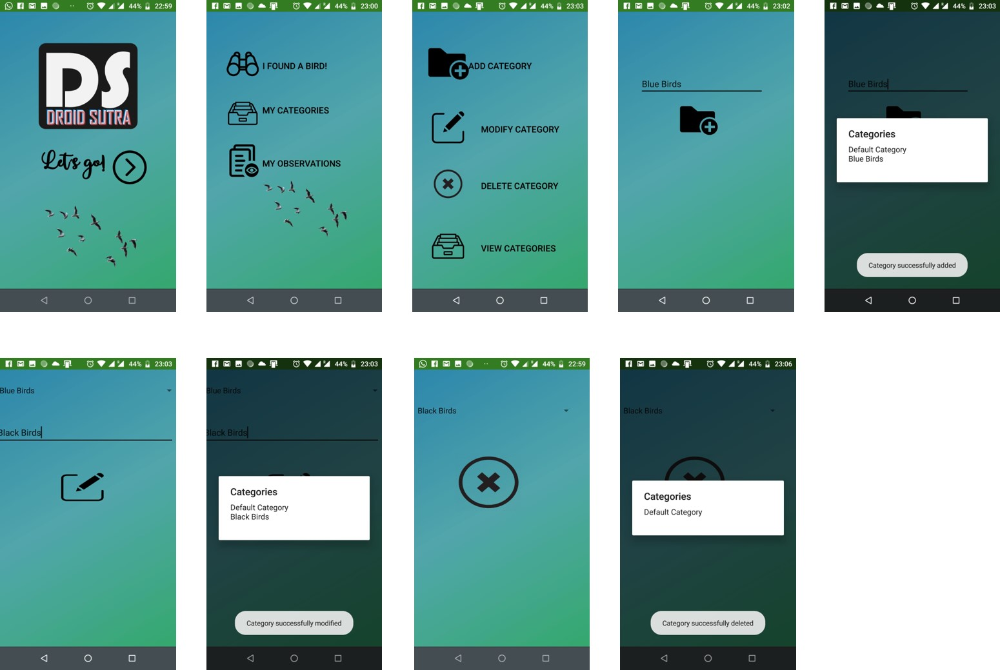 44% 22:59
DS
DROID SUTRA
Let's go!
44% 23:00
I FOUND A BIRD!
MY CATEGORIES
MY OBSERVATIONS
44% 23:03
ADD CATEGORY
MODIFY CATEGORY
DELETE CATEGORY
VIEW CATEGORIES
44% 23:02
Blue Birds
44% 23:03
Blue Birds
Categories
Default Category
Blue Birds
Category successfully added
44% 23:03
Blue Birds
Black Birds
44% 23:03
Blue Birds
Black Birds
Categories
Default Category
Black Birds
Category successfully modified
44% 22:59
Black Birds
44% 23:06
Black Birds
Categories
Default Category
Category successfully deleted